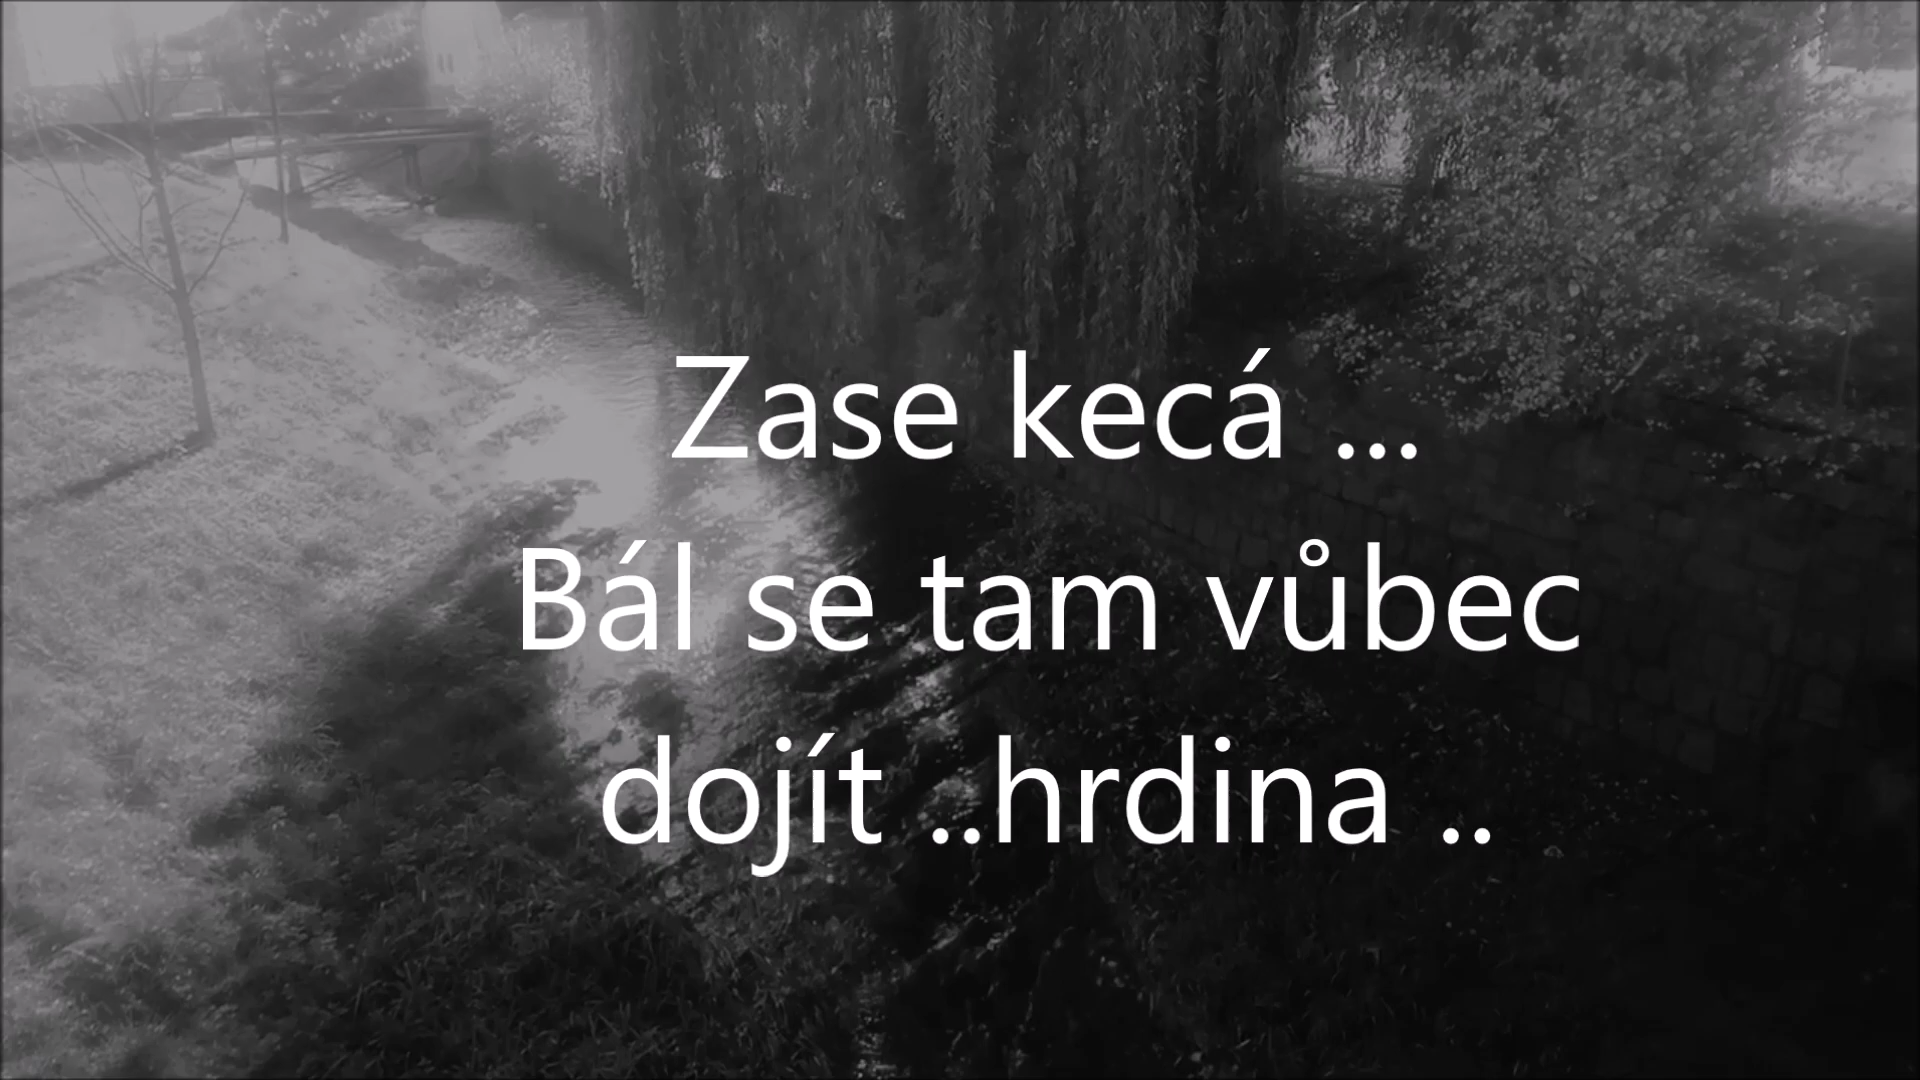 Zase kecá ...
Bál se tam vůbec
dojít ..hrdina ..